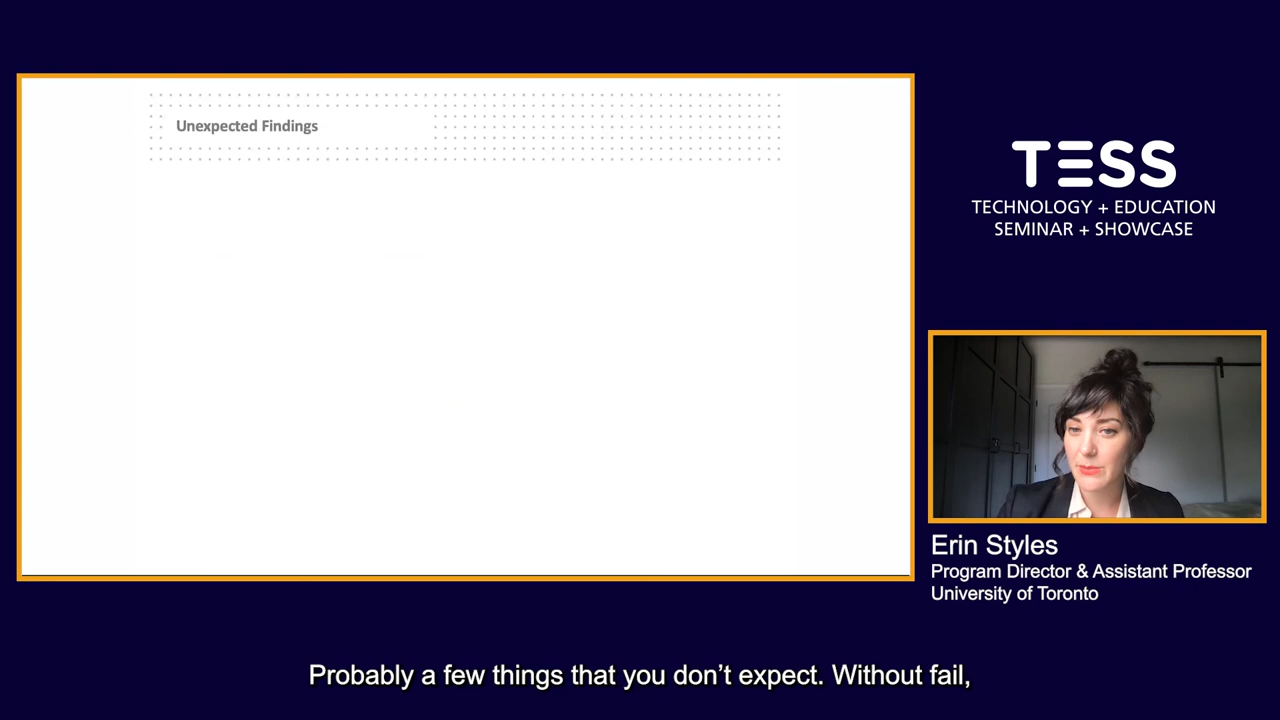 Unexpected Findings
TESS
TECHNOLOGY + EDUCATION
SEMINAR + SHOWCASE
Erin Styles
Program Director & Assistant Professor
University of Toronto
Probably a few things that you don’t expect. Without fail,